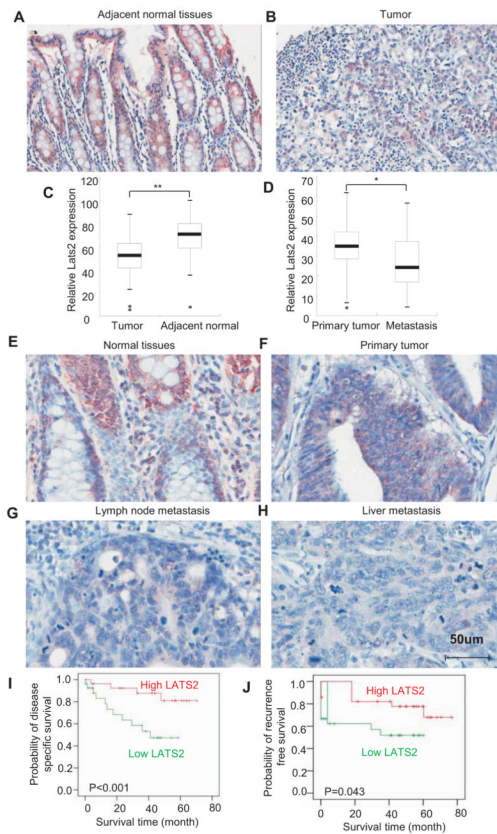 A Adjacent normal tissues
B Tumor
C
Relative Lats2 expression
120
100
80
60
40
20
0
**
Tumor Adjacent normal
D
Relative Lats2 expression
70
60
50
40
30
20
10
0
*
Primary tumor Metastasis
E Normal tissues
F Primary tumor
G Lymph node metastasis
H Liver metastasis
50um
I
Probability of disease
specific survival
1.0
0.8
0.6
0.4
0.2
0.0
High LATS2
Low LATS2
P<0.001
0 20 40 60 80
Survival time (month)
J
Probability of recurrence
free survival
1.0
0.8
0.6
0.4
0.2
0.0
High LATS2
Low LATS2
P=0.043
0 20 40 60 80
Survival time (month)